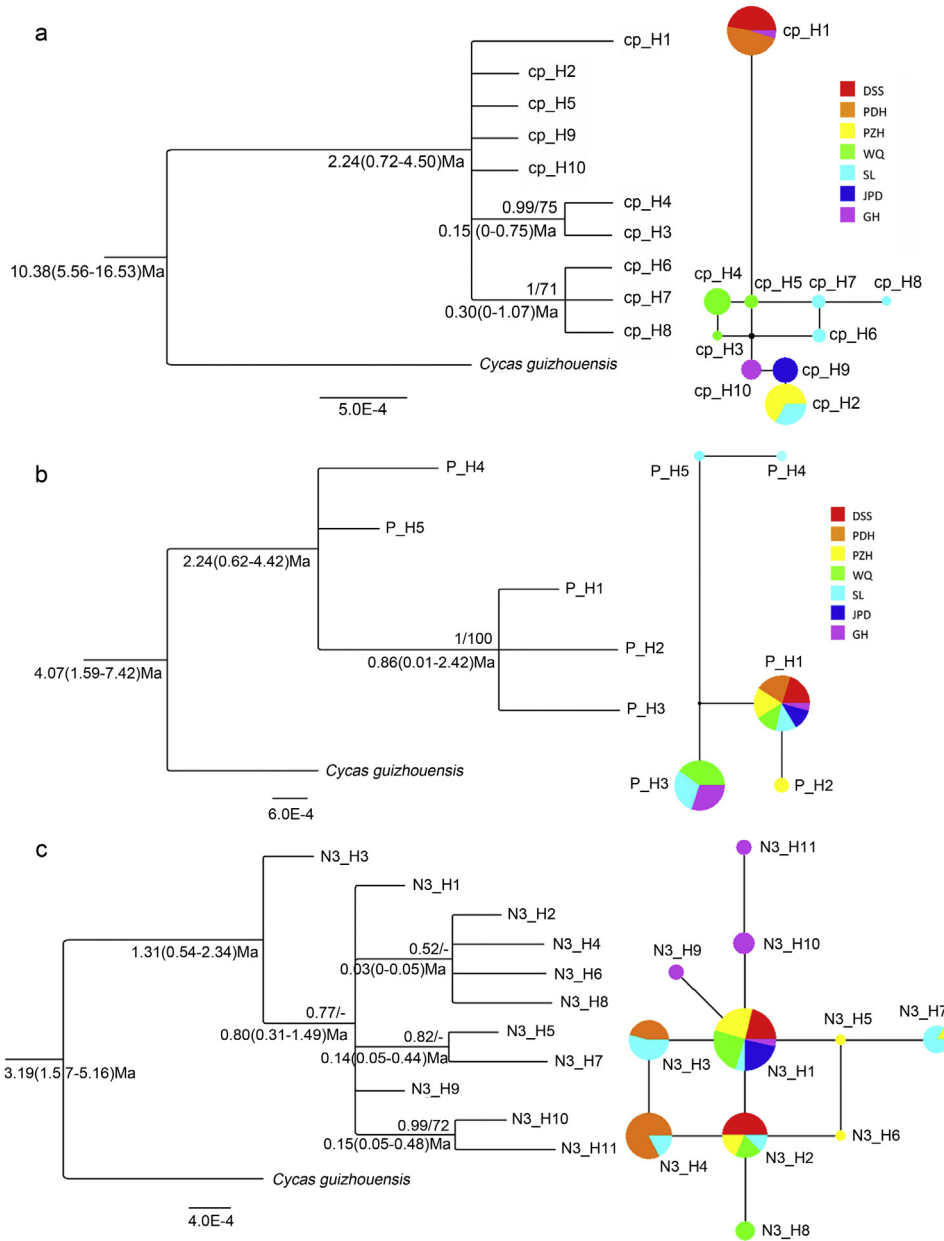 a
cp_H1
cp_H2
cp_H5
cp_H9
cp_H10
2.24(0.72-4.50)Ma
0.99/75
cp_H4
0.15 (0-0.75)Ma
cp_H3
cp_H6
1/71
cp_H7
0.30(0-1.07)Ma
cp_H8
10.38(5.56-16.53)Ma
Cycas guizhouensis
5.0E-4
cp_H1
DSS
PDH
PZH
WQ
SL
JPD
GH
cp_H4
cp_H5
cp_H7
cp_H8
cp_H3
cp_H6
cp_H10
cp_H9
cp_H2
b
P_H4
P_H5
2.24(0.62-4.42)Ma
P_H1
1/100
P_H2
0.86(0.01-2.42)Ma
P_H3
4.07(1.59-7.42)Ma
Cycas guizhouensis
6.0E-4
P_H5
P_H4
DSS
PDH
PZH
WQ
SL
JPD
GH
P_H1
P_H3
P_H2
c
N3_H3
N3_H1
1.31(0.54-2.34)Ma
N3_H2
0.52/-
N3_H4
0.03(0-0.05)Ma
N3_H6
N3_H8
0.77/-
0.80(0.31-1.49)Ma
0.82/-
N3_H5
0.14(0.05-0.44)Ma
N3_H7
N3_H9
0.99/72
N3_H10
0.15(0.05-0.48)Ma
N3_H11
3.19(1.57-5.16)Ma
Cycas guizhouensis
4.0E-4
N3_H11
N3_H10
N3_H9
N3_H5
N3_H7
N3_H3
N3_H1
N3_H6
N3_H4
N3_H2
N3_H8